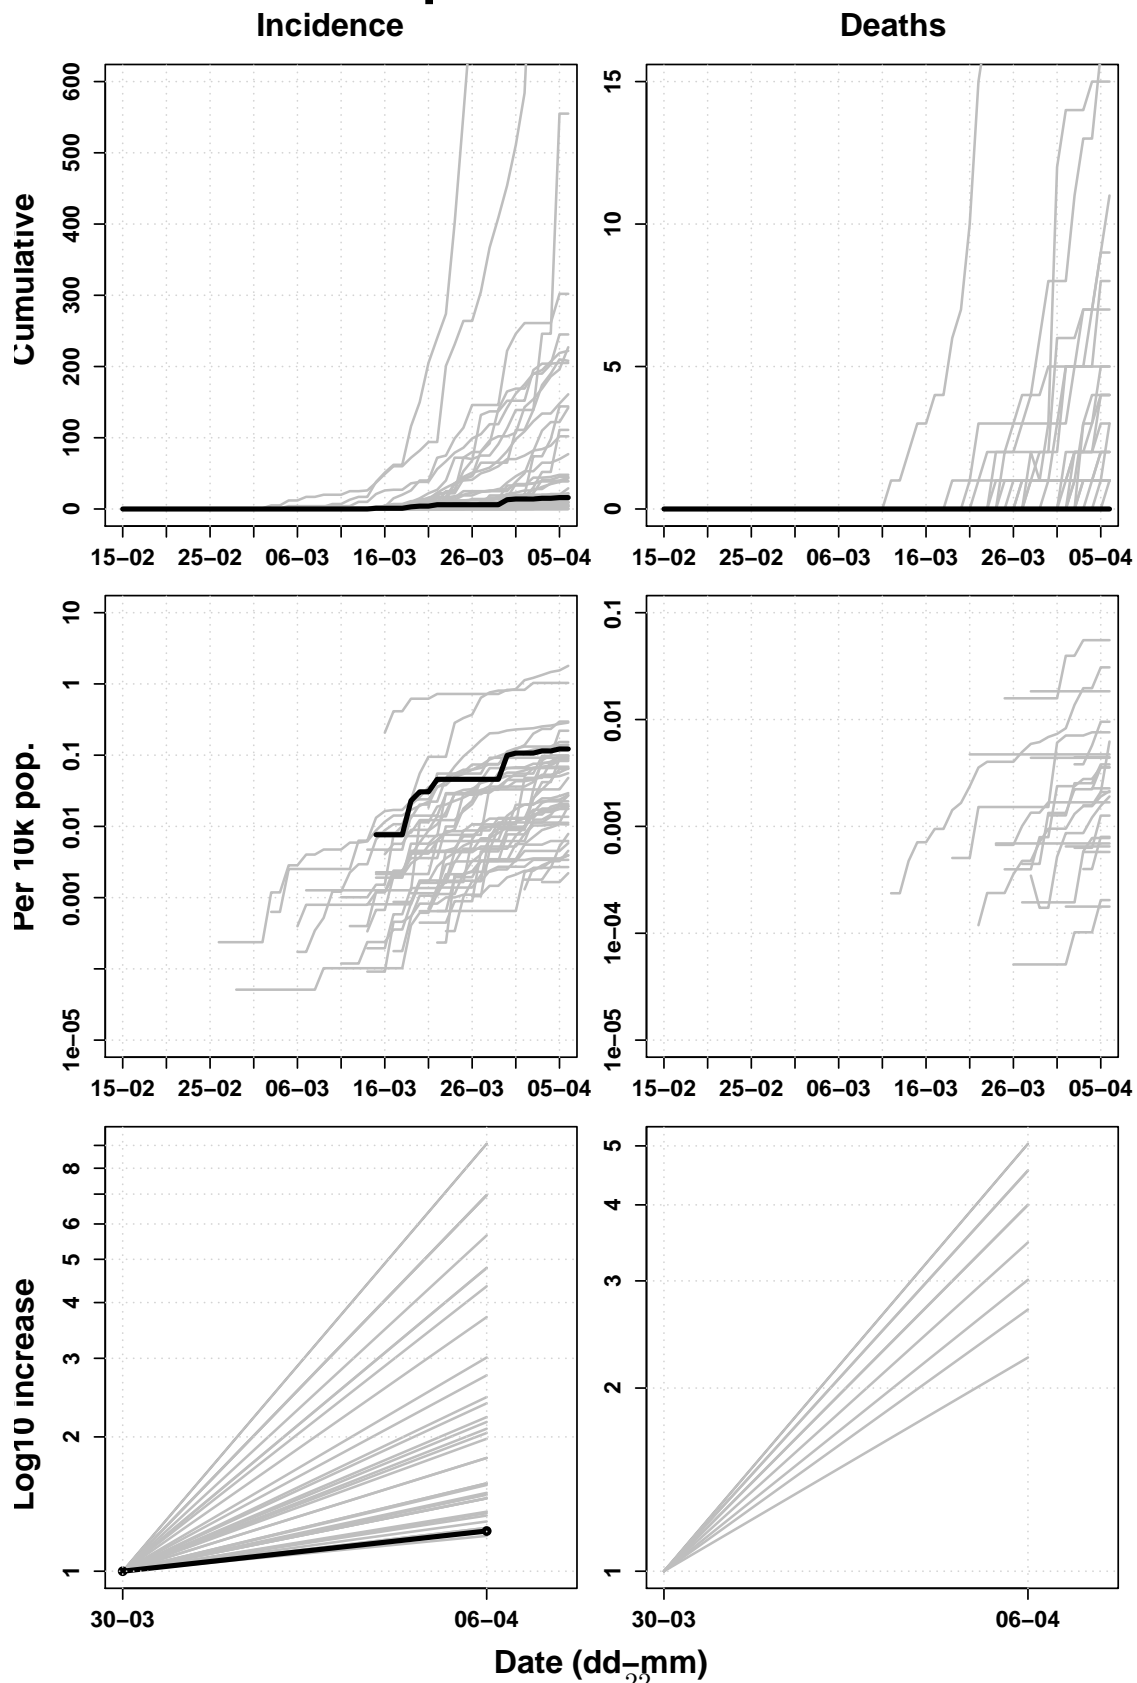 Incidence Deaths
Cumulative
0 100 200 300 400 500 600
15−02 25−02 06−03 16−03 26−03 05−04
0 5 10 15
15−02 25−02 06−03 16−03 26−03 05−04
Per 10k pop.
1e−05 0.001 0.01 0.1 1 10
15−02 25−02 06−03 16−03 26−03 05−04
1e−05 1e−04 0.001 0.01 0.1
15−02 25−02 06−03 16−03 26−03 05−04
Log10 increase
1 2 3 4 5 6 8
30−03 06−04
1 2 3 4 5
30−03 06−04
Date (dd−mm)